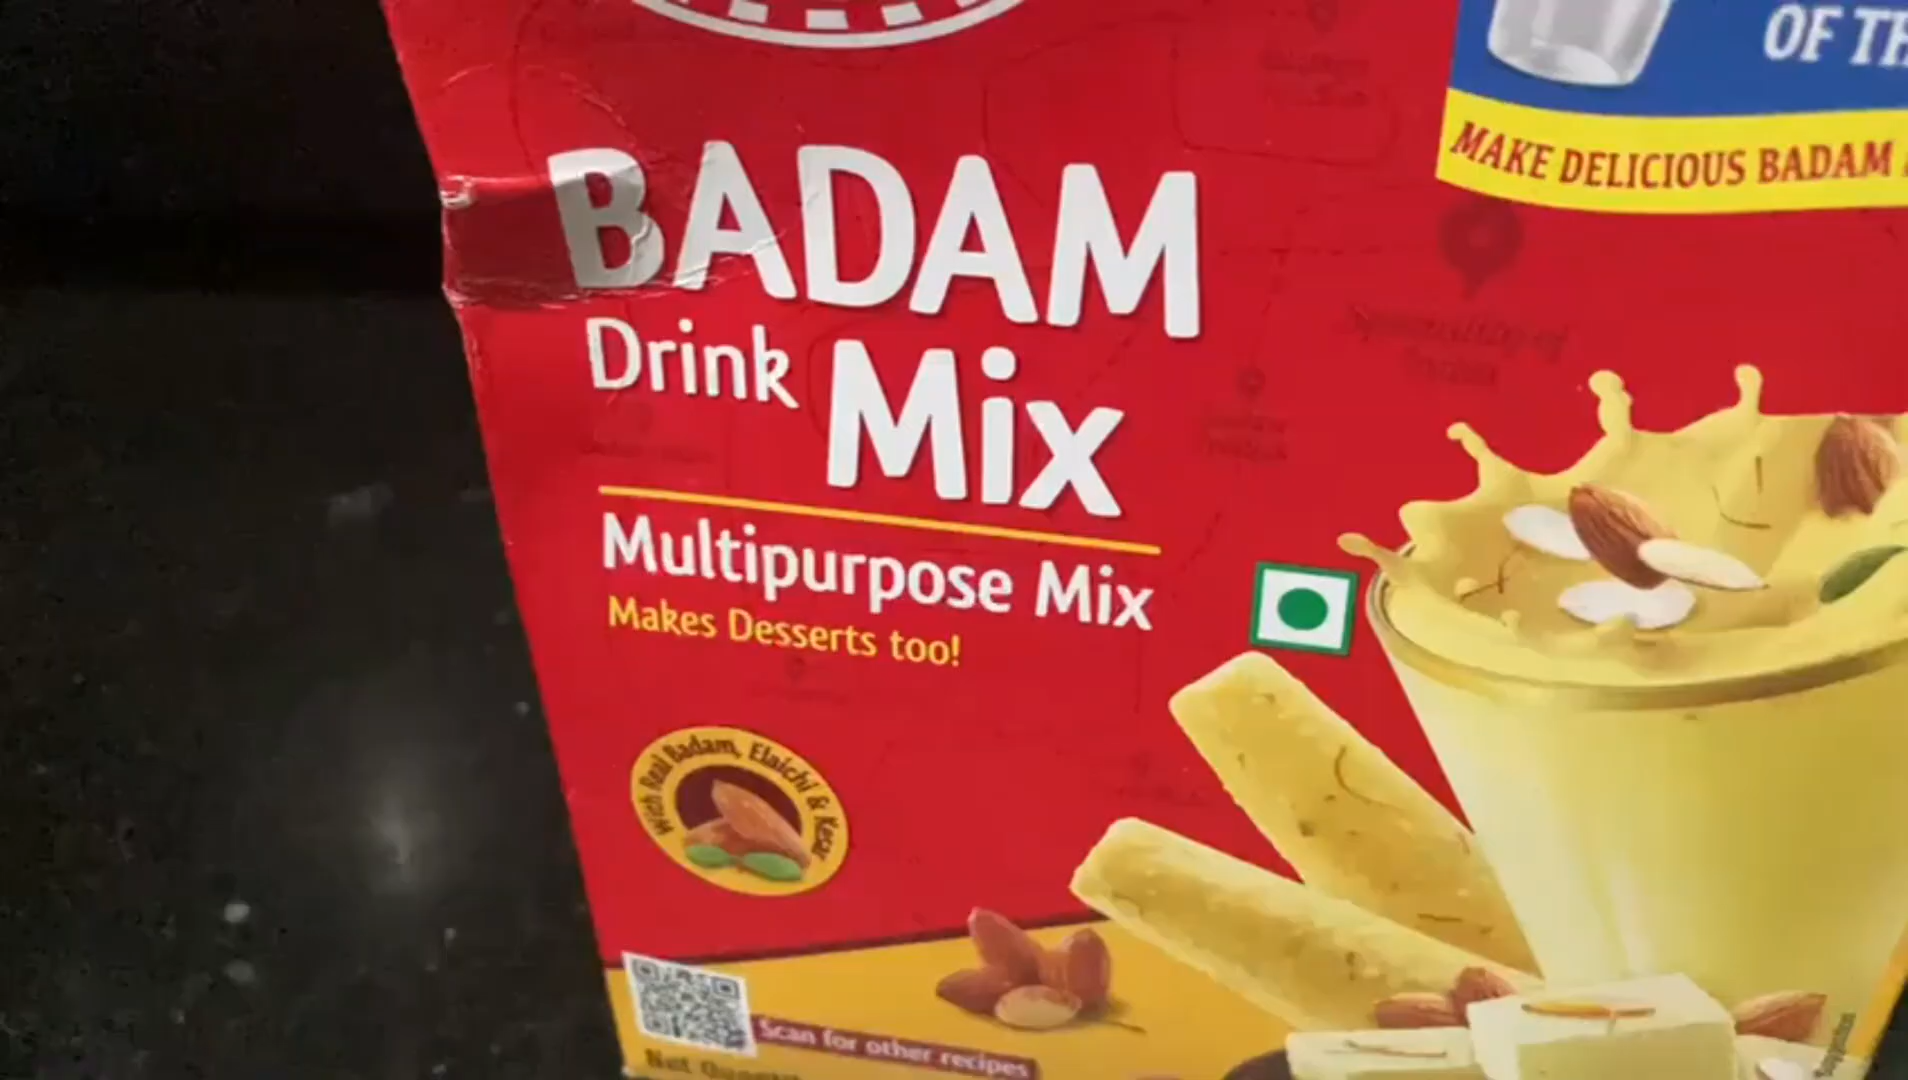 OF TH
MAKE DELICIOUS BADAM
BADAM
Drink Mix
Multipurpose Mix
Makes Desserts too!
With Real Badam, Elaichi & Kesar
Scan for other recipes
Net